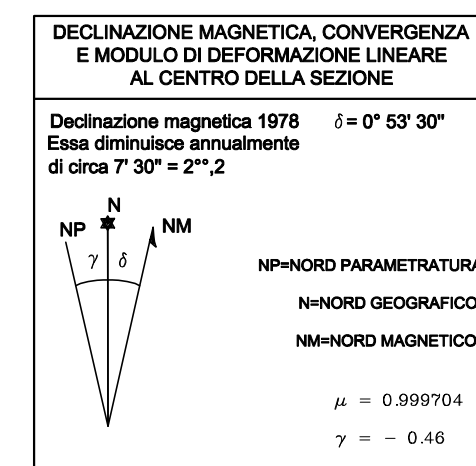 DECLINAZIONE MAGNETICA, CONVERGENZA
E MODULO DI DEFORMAZIONE LINEARE
AL CENTRO DELLA SEZIONE
Declinazione magnetica 1978 δ = 0° 53' 30"
Essa diminuisce annualmente
di circa 7' 30" = 2°°,2
N
NP NM
γ δ
NP=NORD PARAMETRATURA
N=NORD GEOGRAFICO
NM=NORD MAGNETICO
μ = 0.999704
γ = - 0.46